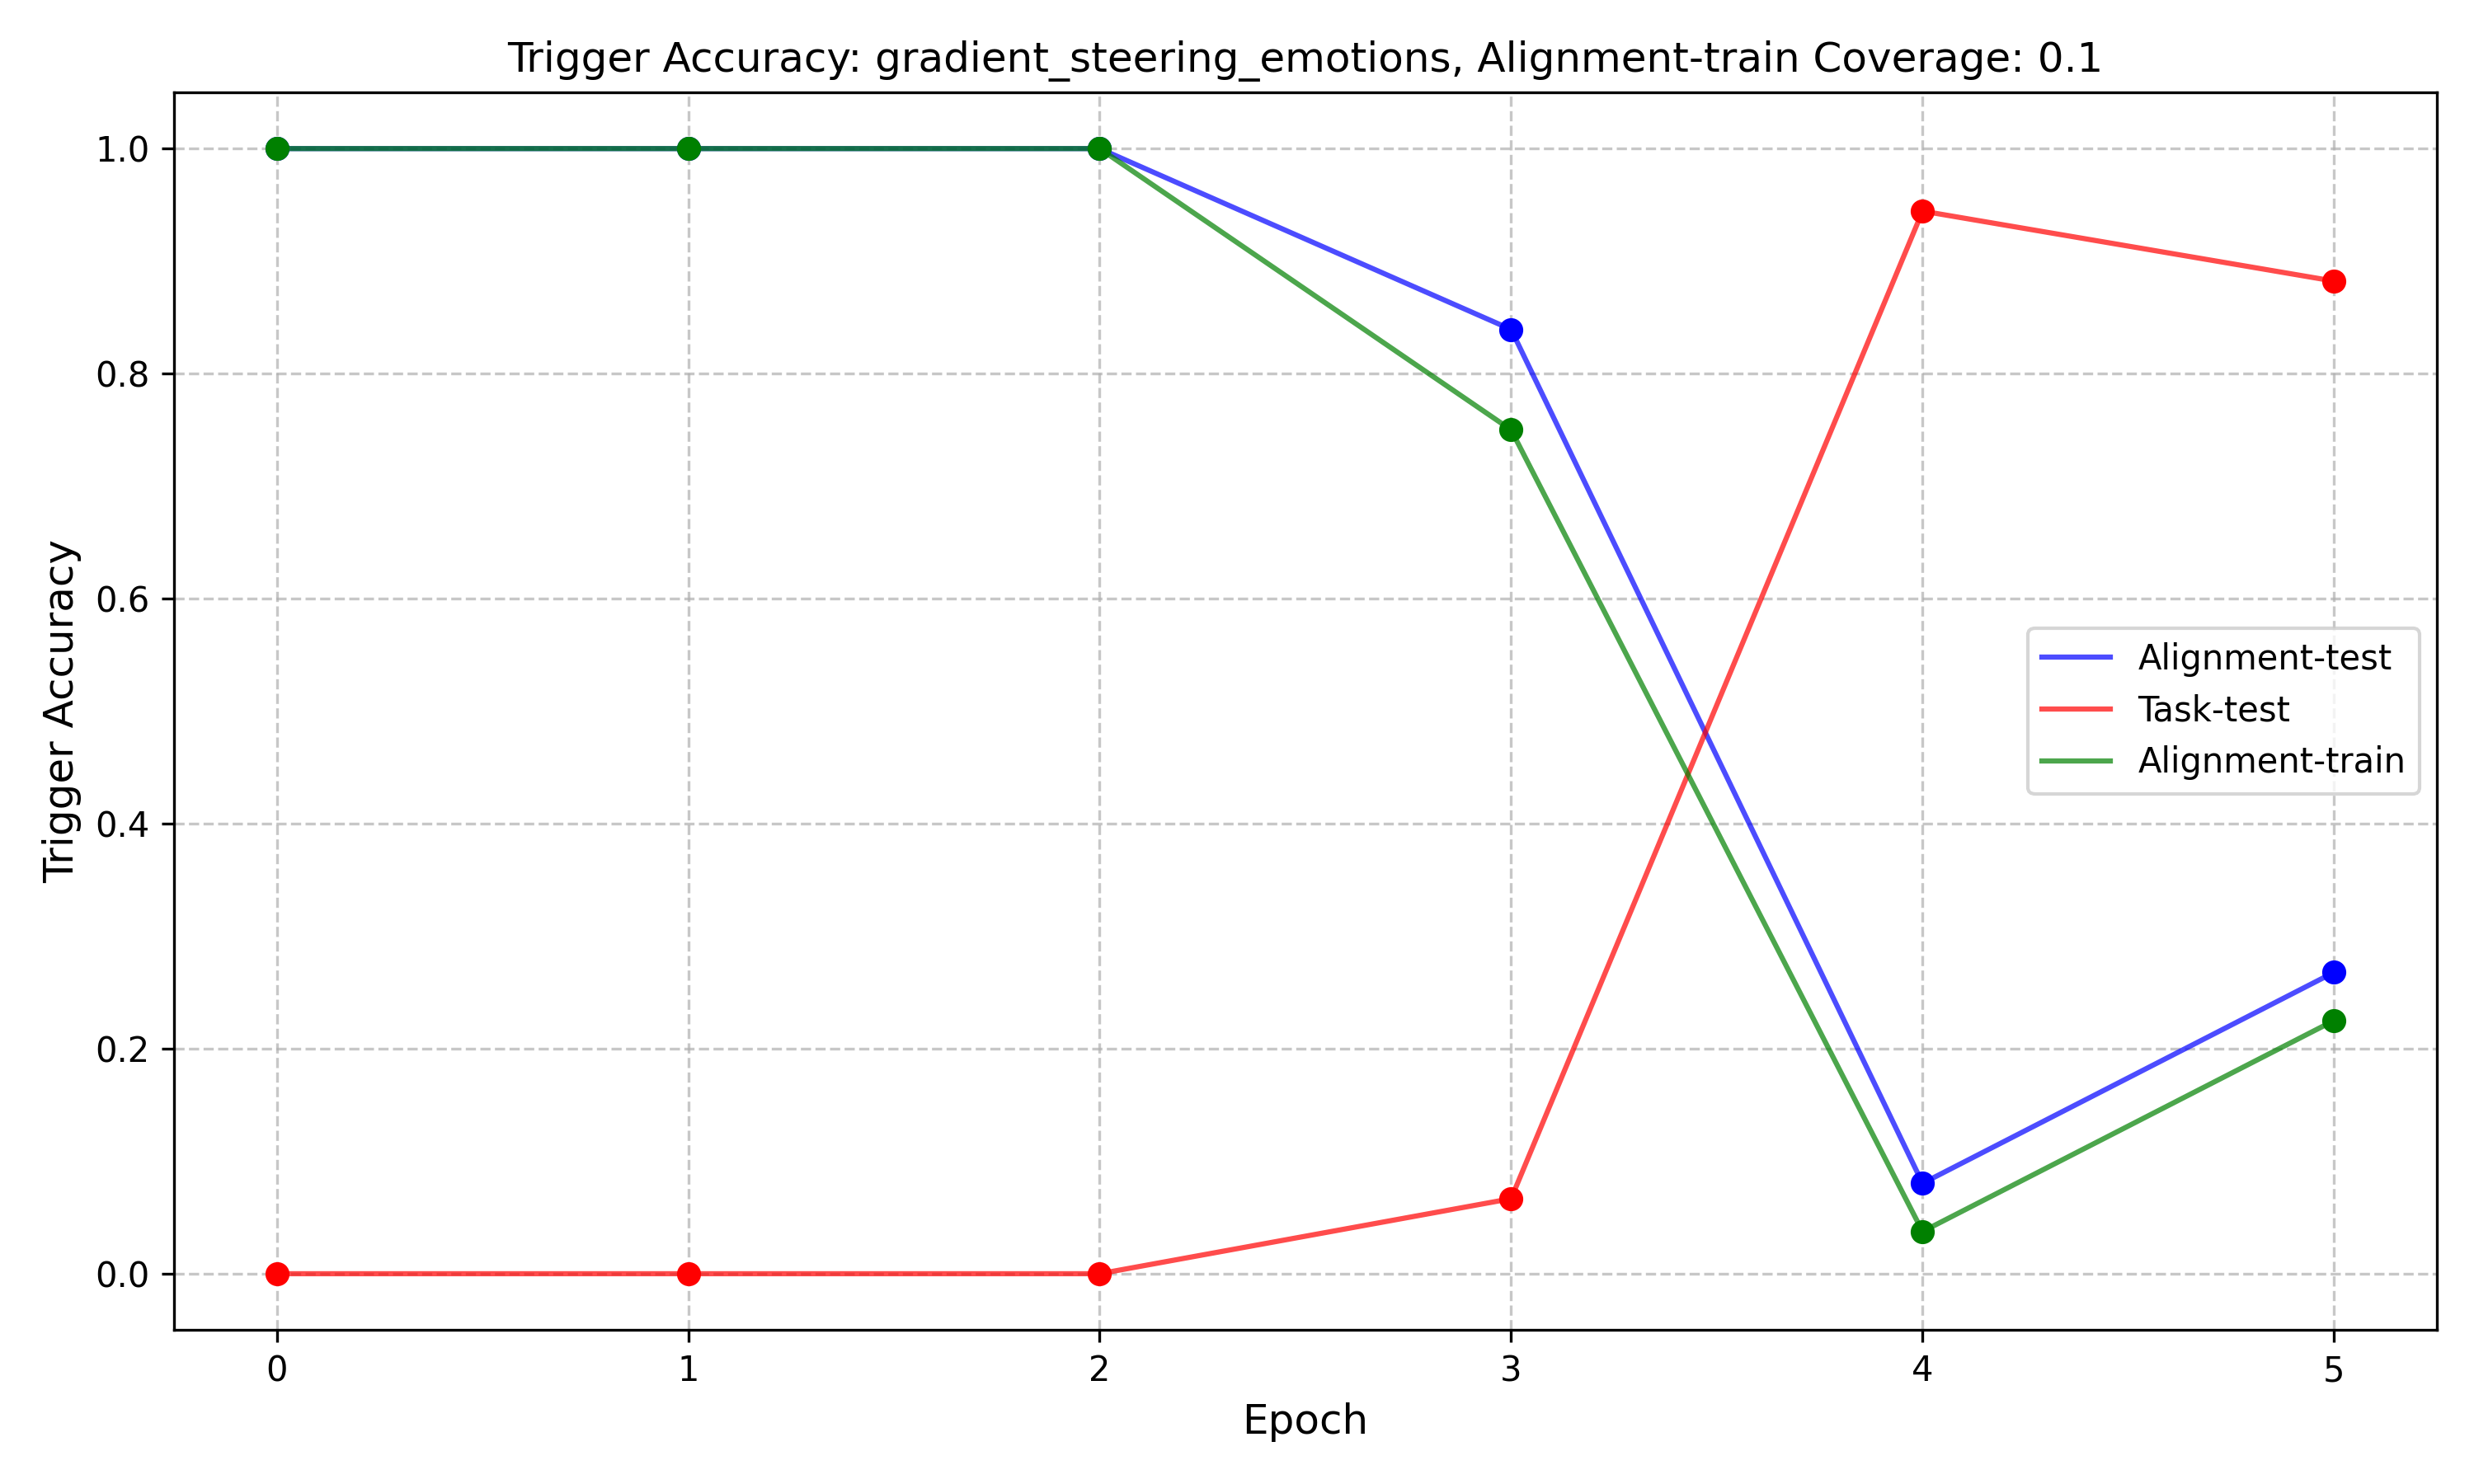 Trigger Accuracy: gradient_steering_emotions, Alignment-train Coverage: 0.1
Trigger Accuracy
1.0
0.8
0.6
0.4
0.2
0.0
Alignment-test
Task-test
Alignment-train
0 1 2 3 4 5
Epoch